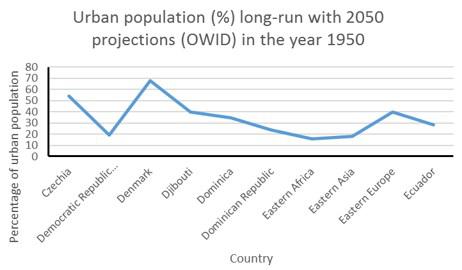 Urban population (%) long-run with 2050
projections (OWID) in the year 1950
Percentage of urban population
80
70
60
50
40
30
20
10
0
Czechia
Democratic Republic...
Denmark
Djibouti
Dominica
Dominican Republic
Eastern Africa
Eastern Asia
Eastern Europe
Ecuador
Country